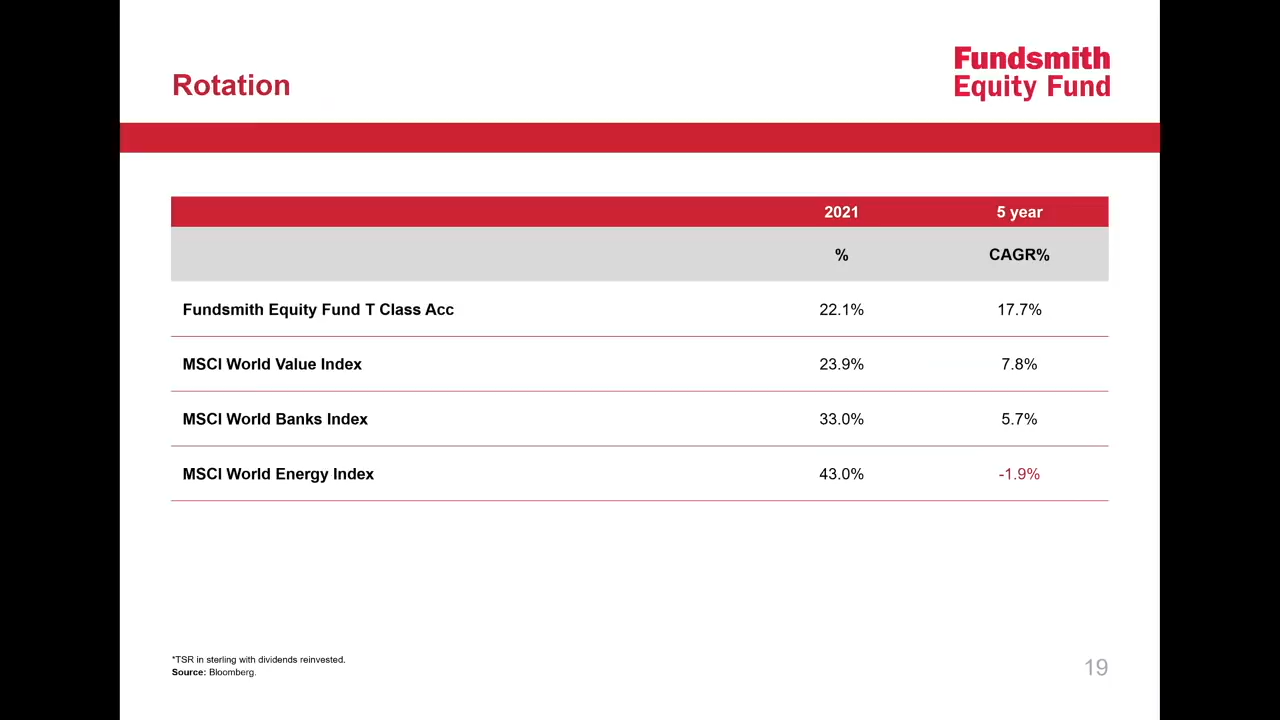 Rotation
Fundsmith
Equity Fund
2021 5 year
% CAGR%
Fundsmith Equity Fund T Class Acc 22.1% 17.7%
MSCI World Value Index 23.9% 7.8%
MSCI World Banks Index 33.0% 5.7%
MSCI World Energy Index 43.0% -1.9%
*TSR in sterling with dividends reinvested.
Source: Bloomberg.
19